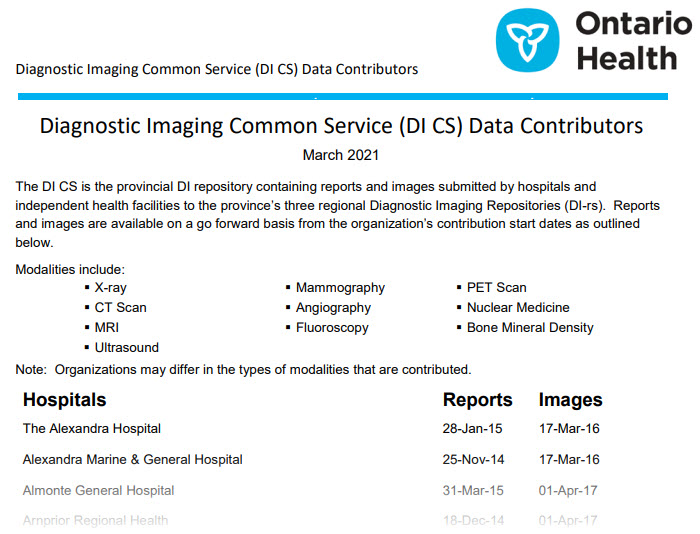 Ontario
Health
Diagnostic Imaging Common Service (DI CS) Data Contributors
Diagnostic Imaging Common Service (DI CS) Data Contributors
March 2021
The DI CS is the provincial DI repository containing reports and images submitted by hospitals and
independent health facilities to the province’s three regional Diagnostic Imaging Repositories (DI-rs).  Reports
and images are available on a go forward basis from the organization’s contribution start dates as outlined
below.
Modalities include:
▪ X-ray ▪ Mammography ▪ PET Scan
▪ CT Scan ▪ Angiography ▪ Nuclear Medicine
▪ MRI ▪ Fluoroscopy ▪ Bone Mineral Density
▪ Ultrasound
Note:  Organizations may differ in the types of modalities that are contributed.
Hospitals Reports Images
The Alexandra Hospital 28-Jan-15 17-Mar-16
Alexandra Marine & General Hospital 25-Nov-14 17-Mar-16
Almonte General Hospital 31-Mar-15 01-Apr-17
Arnprior Regional Health 18-Dec-14 01-Apr-17